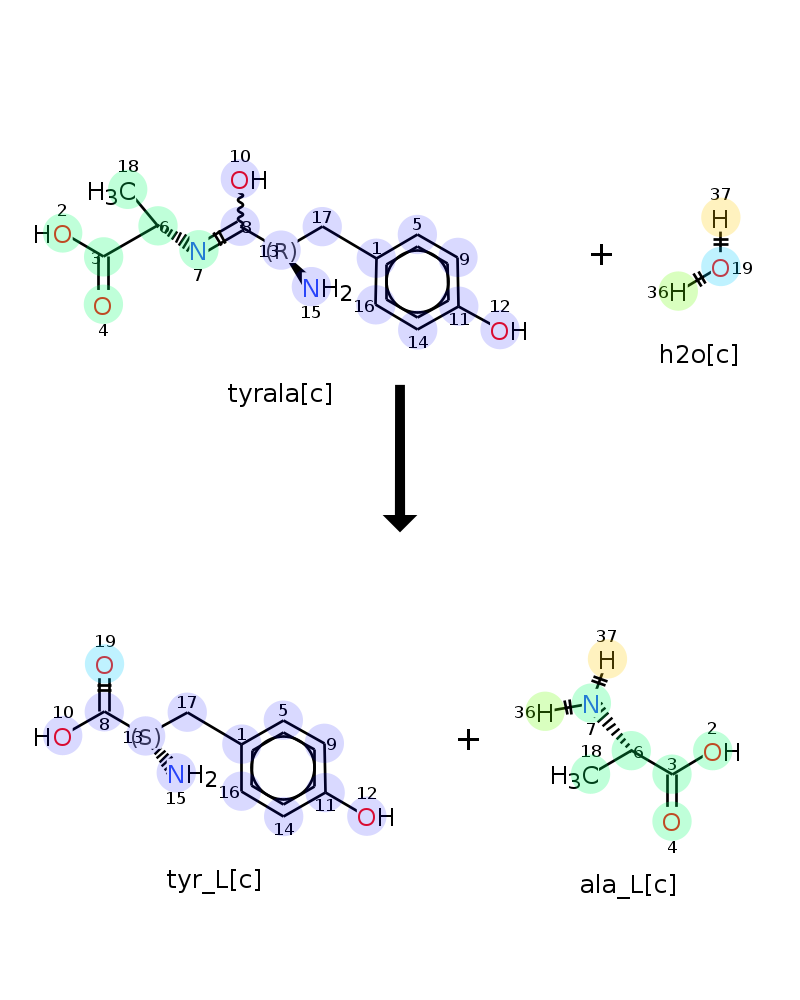 18 10 37
H3C OH H
2 17 5
HO 6 8
3 N 13 (R) 1 9 + O 19
7 NH2 36 H
O 15 16 12
4 14 11 OH
h2o[c]
tyrala[c]
19 37
O H
10 17 5 36 H N 2
HO 8 13 (S) 1 9 + 7 OH
18 6 3
NH2 H3C
15 16 12
14 11 OH O
4
tyr_L[c] ala_L[c]